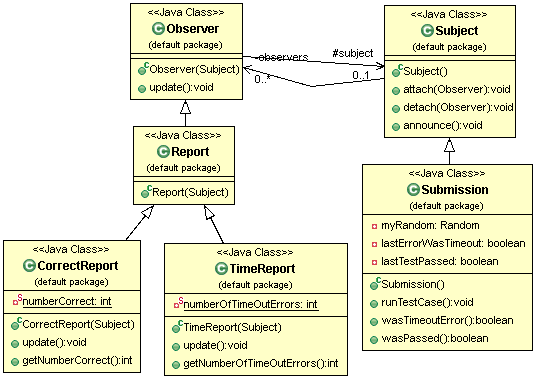 <<Java Class>>
Observer
(default package)
Observer(Subject)
update():void
<<Java Class>>
Subject
(default package)
Subject()
attach(Observer):void
detach(Observer):void
announce():void
-observers
#subject
0..*
0..1
<<Java Class>>
Report
(default package)
Report(Subject)
<<Java Class>>
Submission
(default package)
myRandom: Random
lastErrorWasTimeout: boolean
lastTestPassed: boolean
Submission()
runTestCase():void
wasTimeoutError():boolean
wasPassed():boolean
<<Java Class>>
CorrectReport
(default package)
numberCorrect: int
CorrectReport(Subject)
update():void
getNumberCorrect():int
<<Java Class>>
TimeReport
(default package)
numberOfTimeOutErrors: int
TimeReport(Subject)
update():void
getNumberOfTimeOutErrors():int